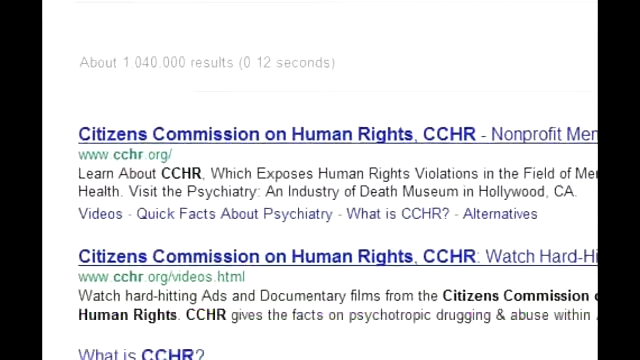 About 1 040.000 results (0 12 seconds)
Citizens Commission on Human Rights, CCHR - Nonprofit Men
www.cchr.org/
Learn About CCHR, Which Exposes Human Rights Violations in the Field of Me
Health. Visit the Psychiatry: An Industry of Death Museum in Hollywood, CA.
Videos - Quick Facts About Psychiatry - What is CCHR? - Alternatives
Citizens Commission on Human Rights, CCHR: Watch Hard-Hi
www.cchr.org/videos.html
Watch hard-hitting Ads and Documentary films from the Citizens Commission
Human Rights. CCHR gives the facts on psychotropic drugging & abuse within
What is CCHR?